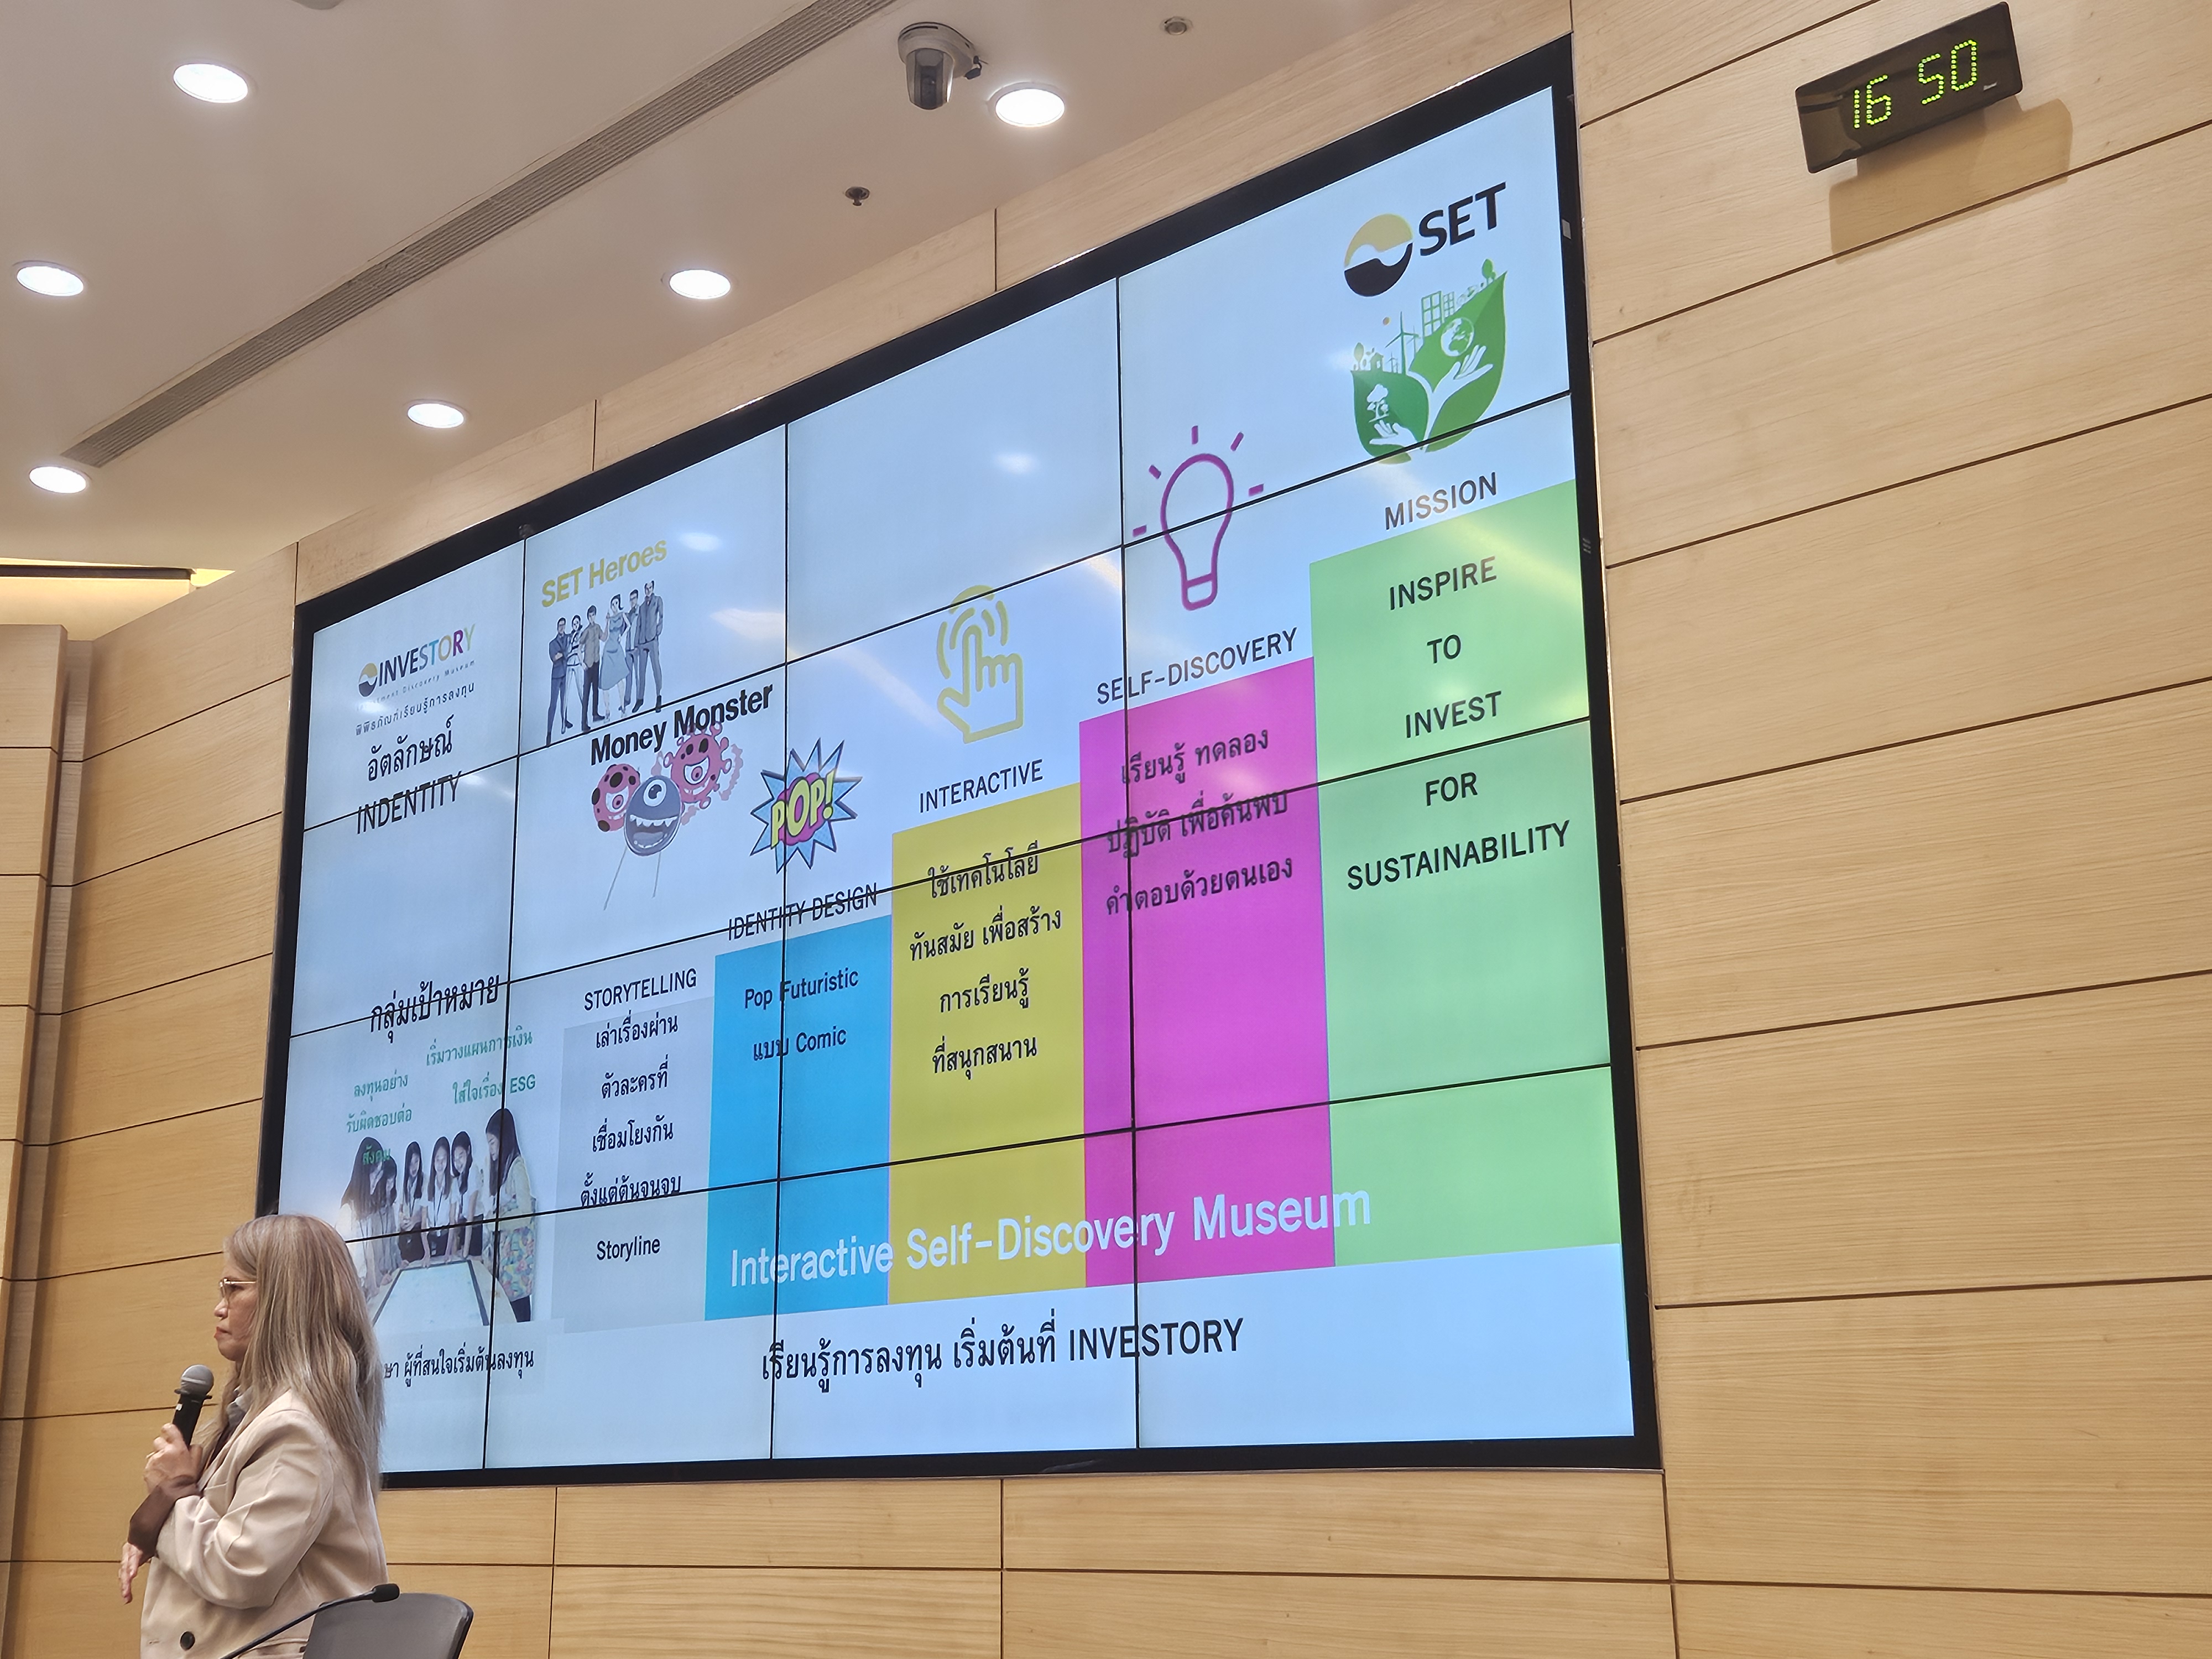 16 50
SET
INVESTORY
Discovery Museum
พิพิธภัณฑ์เรียนรู้การลงทุน
อัตลักษณ์
INDENTITY
SET Heroes
Money Monster
POP!
กลุ่มเป้าหมาย
เริ่มวางแผนการเงิน
ใส่ใจเรื่อง ESG
ลงทุนอย่าง
รับผิดชอบต่อ
สังคม
ผู้ที่สนใจเริ่มต้นลงทุน
STORYTELLING
เล่าเรื่องผ่าน
ตัวละครที่
เชื่อมโยงกัน
ตั้งแต่ต้นจนจบ
Storyline
IDENTITY DESIGN
Pop Futuristic
แบบ Comic
INTERACTIVE
ใช้เทคโนโลยี
ทันสมัย เพื่อสร้าง
การเรียนรู้
ที่สนุกสนาน
SELF-DISCOVERY
เรียนรู้ ทดลอง
ปฏิบัติ เพื่อค้นพบ
คำตอบด้วยตนเอง
MISSION
INSPIRE
TO
INVEST
FOR
SUSTAINABILITY
Interactive Self-Discovery Museum
เรียนรู้การลงทุน เริ่มต้นที่ INVESTORY